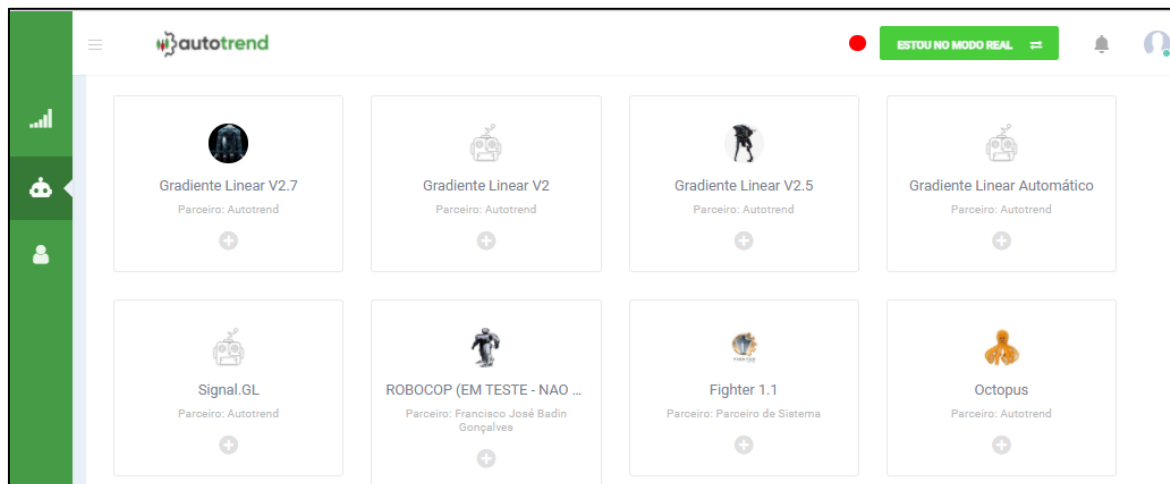 autotrend
ESTOU NO MODO REAL
Gradiente Linear V2.7
Parceiro: Autotrend
Gradiente Linear V2
Parceiro: Autotrend
Gradiente Linear V2.5
Parceiro: Autotrend
Gradiente Linear Automático
Parceiro: Autotrend
Signal.GL
Parceiro: Autotrend
ROBOCOP (EM TESTE - NAO ...
Parceiro: Francisco José Badin
Gonçalves
FIGHTER
Fighter 1.1
Parceiro: Parceiro de Sistema
Octopus
Parceiro: Autotrend